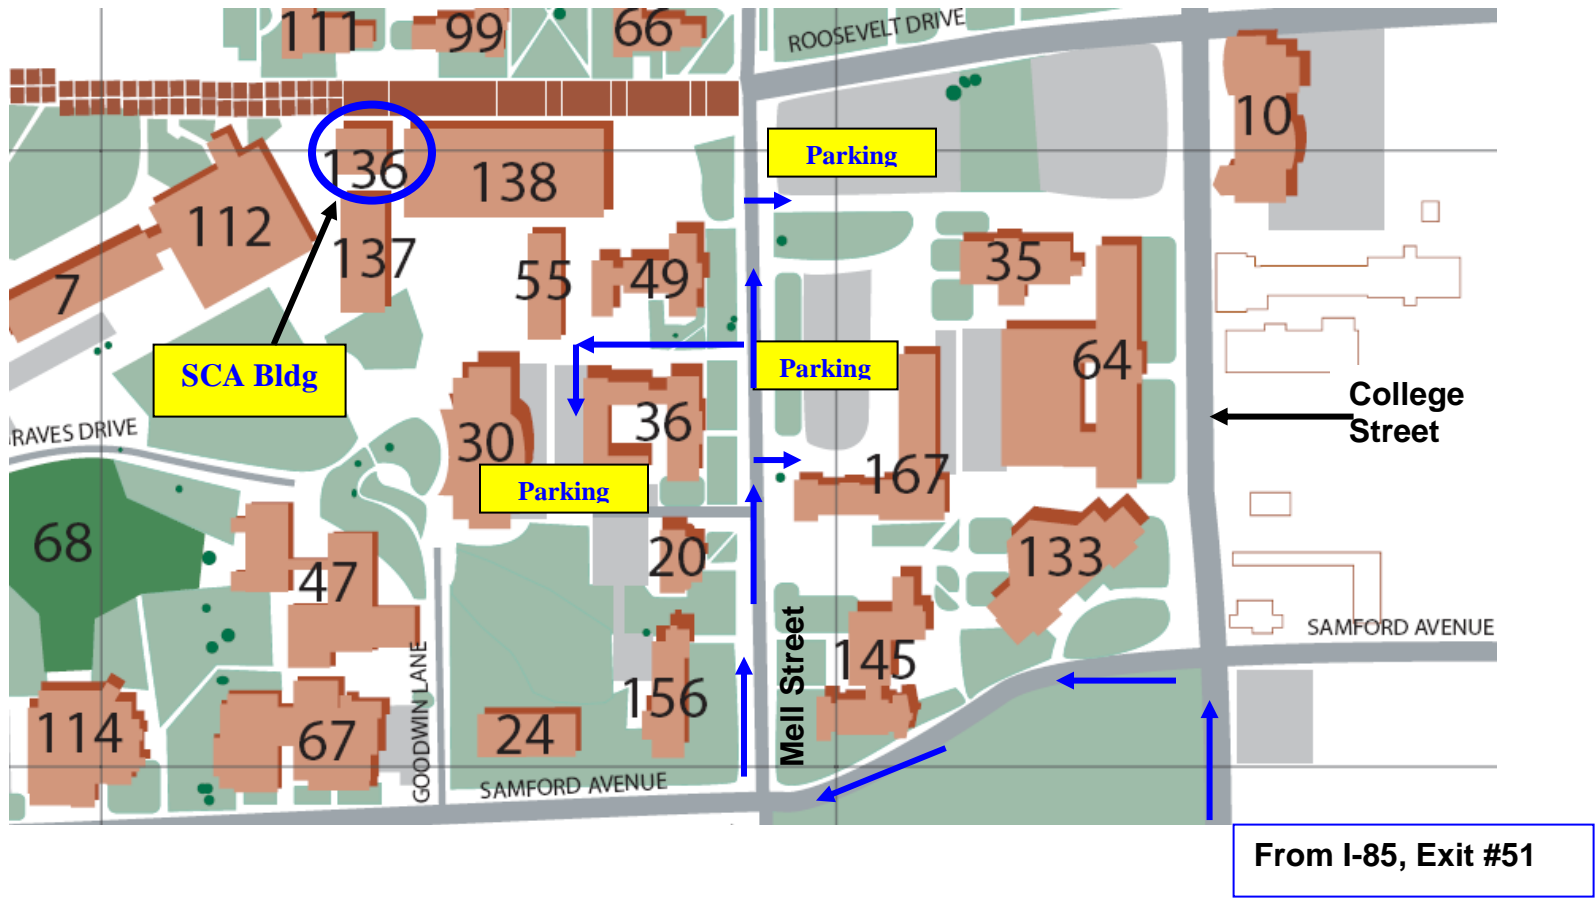 111
99
66
ROOSEVELT DRIVE
10
136
138
Parking
112
137
7
55
49
35
SCA Bldg
Parking
64
College
Street
36
30
RAVES DRIVE
Parking
167
68
20
133
47
Mell Street
SAMFORD AVENUE
145
156
GOODWIN LANE
114
67
24
SAMFORD AVENUE
From I-85, Exit #51